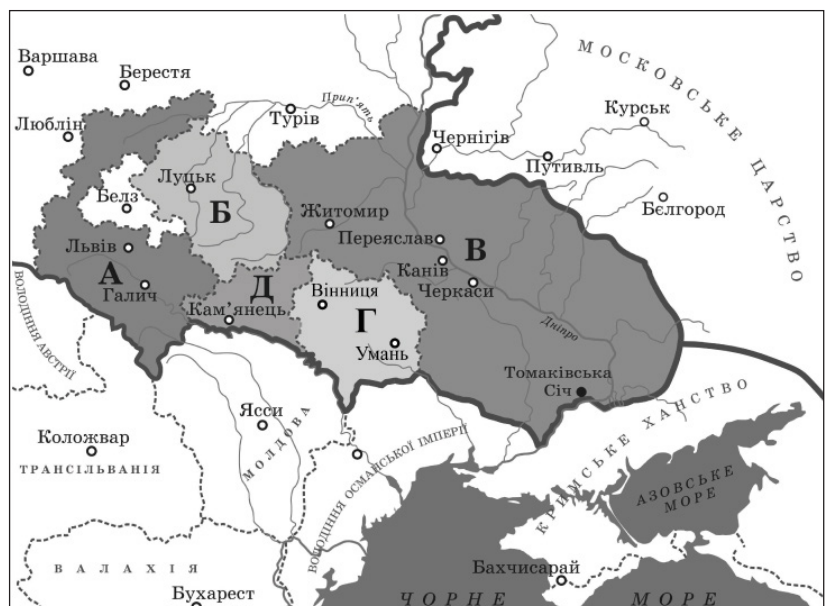 Варшава
Берестя
Люблін
Турів
Прип'ять
Чернігів
Курськ
Путивль
МОСКОВСЬКЕ ЦАРСТВО
Бєлгород
Белз
Луцьк
Б
Житомир
Переяслав
В
Львів
А
Галич
Д
Кам'янець
Вінниця
Г
Умань
Канів
Черкаси
Дніпро
Томаківська
Січ
ВОЛОДІННЯ АВСТРІЇ
Ясси
МОЛДОВА
Коложвар
ТРАНСІЛЬВАНІЯ
ВОЛОДІННЯ ОСМАНСЬКОЇ ІМПЕРІЇ
КРИМСЬКЕ ХАНСТВО
АЗОВСЬКЕ
МОРЕ
ВАЛАХІЯ
Бухарест
Бахчисарай
ЧОРНЕ МОРЕ